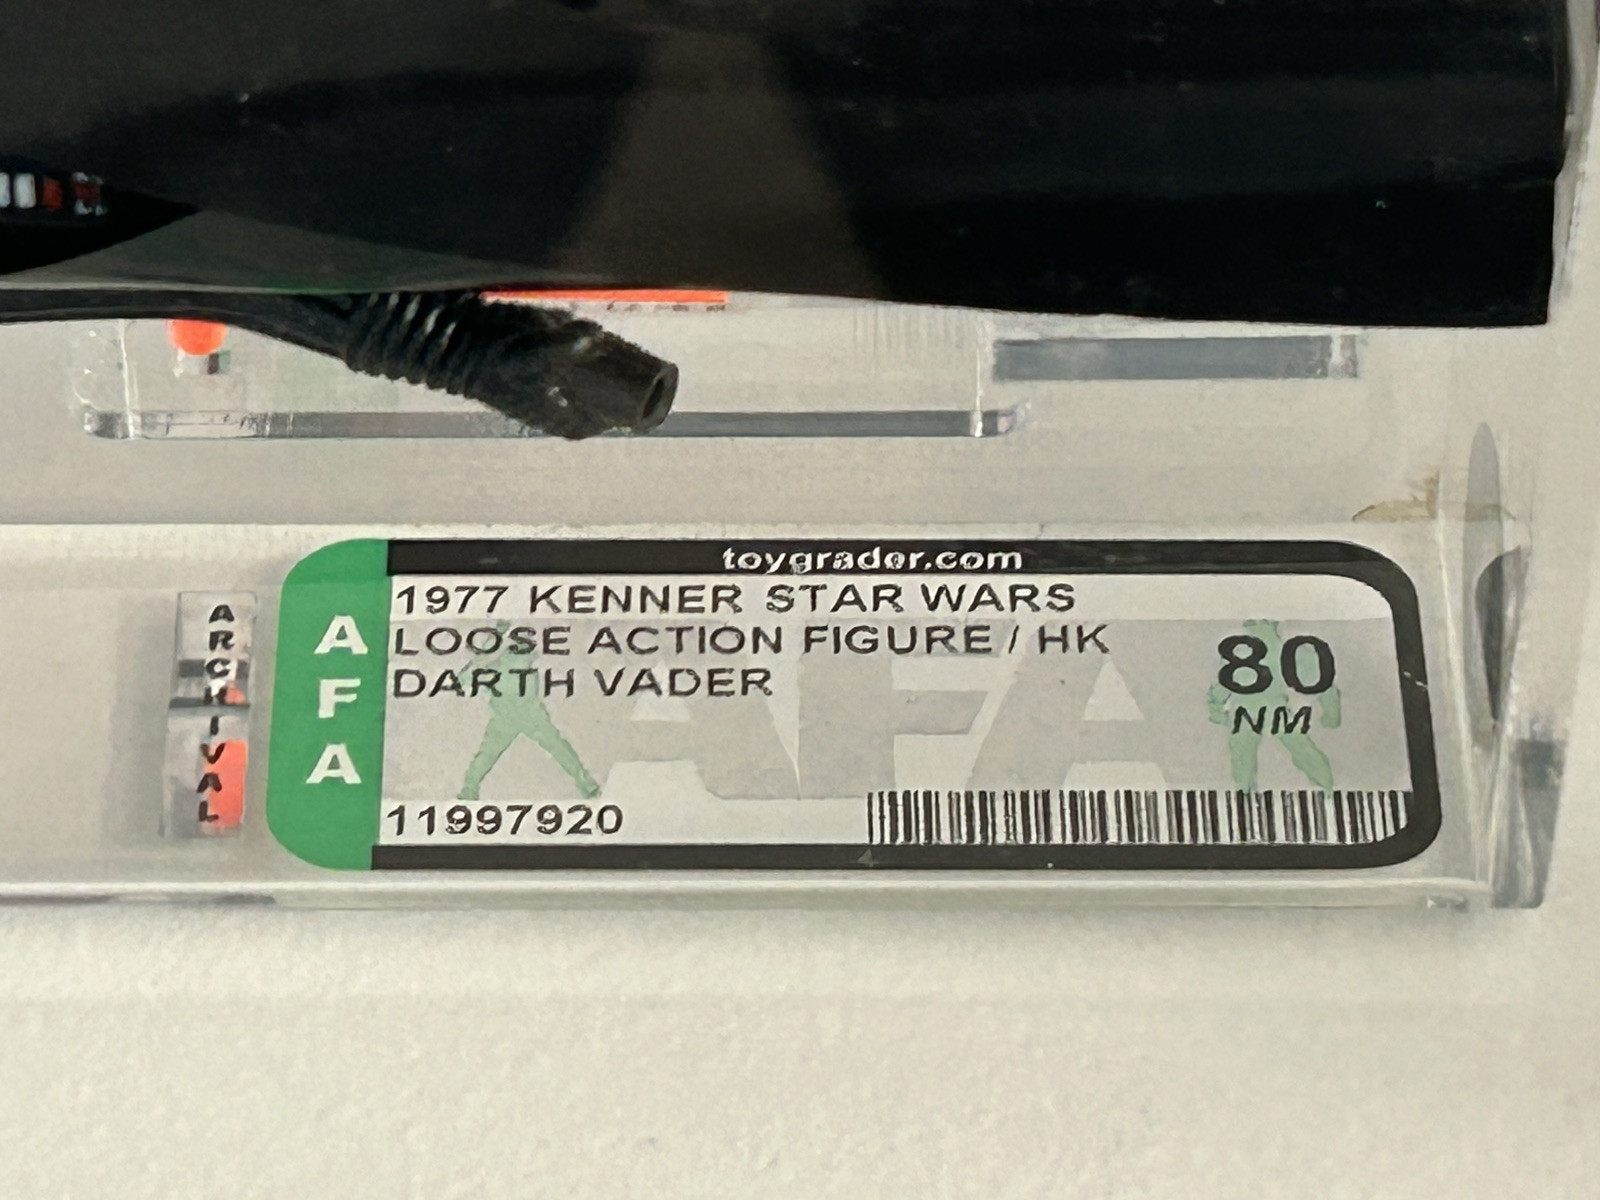 ARCHIVAL
AFA
toygrader.com
1977 KENNER STAR WARS
LOOSE ACTION FIGURE / HK
DARTH VADER
80
NM
AFA
11997920